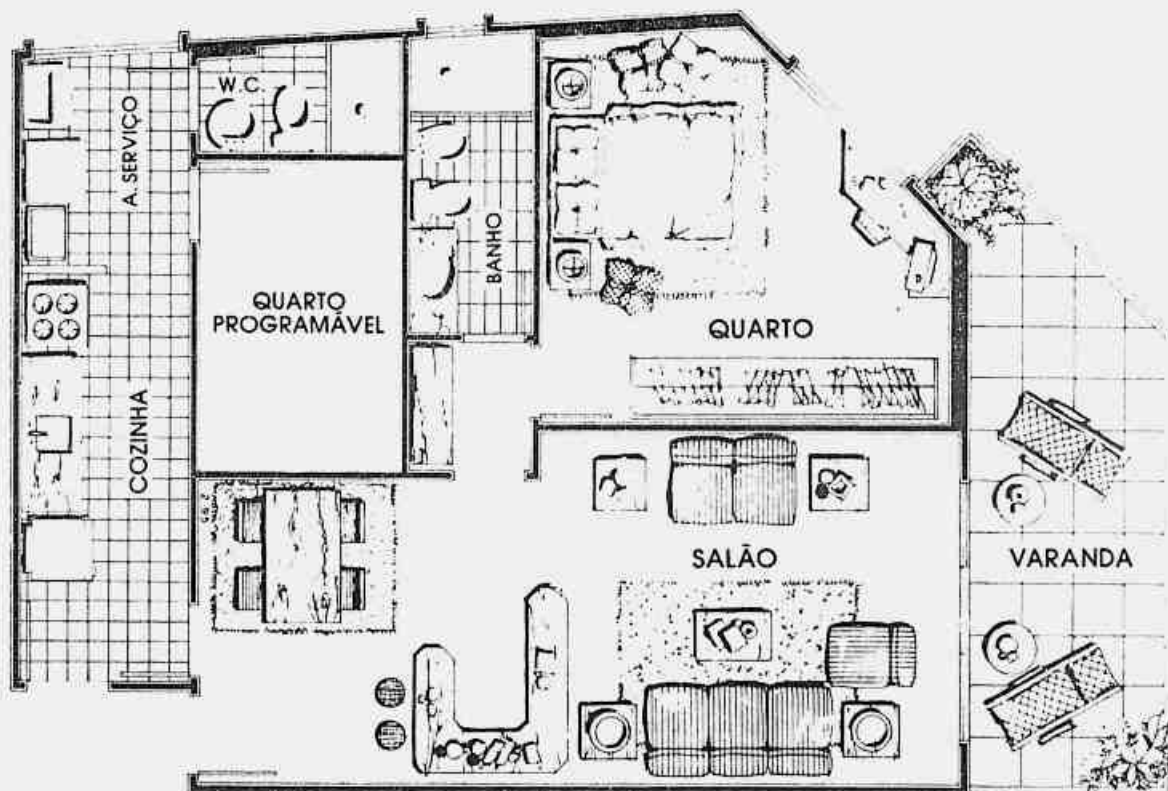 W.C.
A. SERVIÇO
BANHO
QUARTO
PROGRAMÁVEL
QUARTO
COZINHA
SALÃO
VARANDA